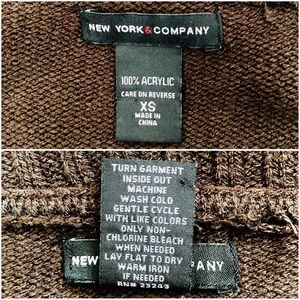 NEW YORK&COMPANY
100% ACRYLIC
CARE ON REVERSE
XS
MADE IN
CHINA
TURN GARMENT
INSIDE OUT
MACHINE
WASH COLD
GENTLE CYCLE
WITH LIKE COLORS
ONLY NON-
CHLORINE BLEACH
WHEN NEEDED
LAY FLAT TO DRY
WARM IRON
IF NEEDED
RN# 23243
NEW
MPANY